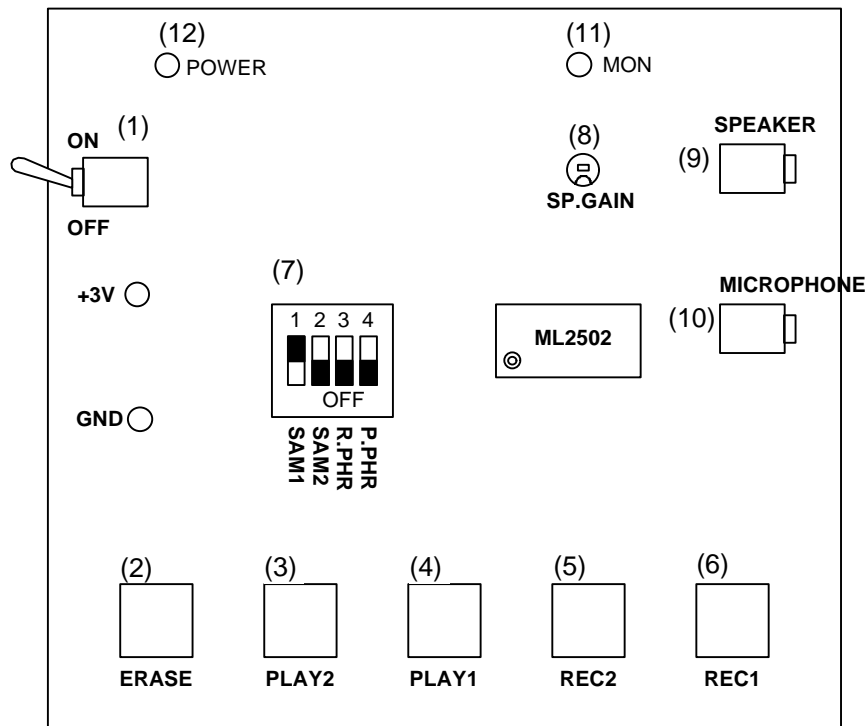 (12)
POWER
(11)
MON
(1)
ON
OFF
(8)
SP.GAIN
SPEAKER
(9)
+3V
(7)
1 2 3 4
OFF
SAM1
SAM2
R.PHR
P.PHR
ML2502
MICROPHONE
(10)
GND
(2)
ERASE
(3)
PLAY2
(4)
PLAY1
(5)
REC2
(6)
REC1